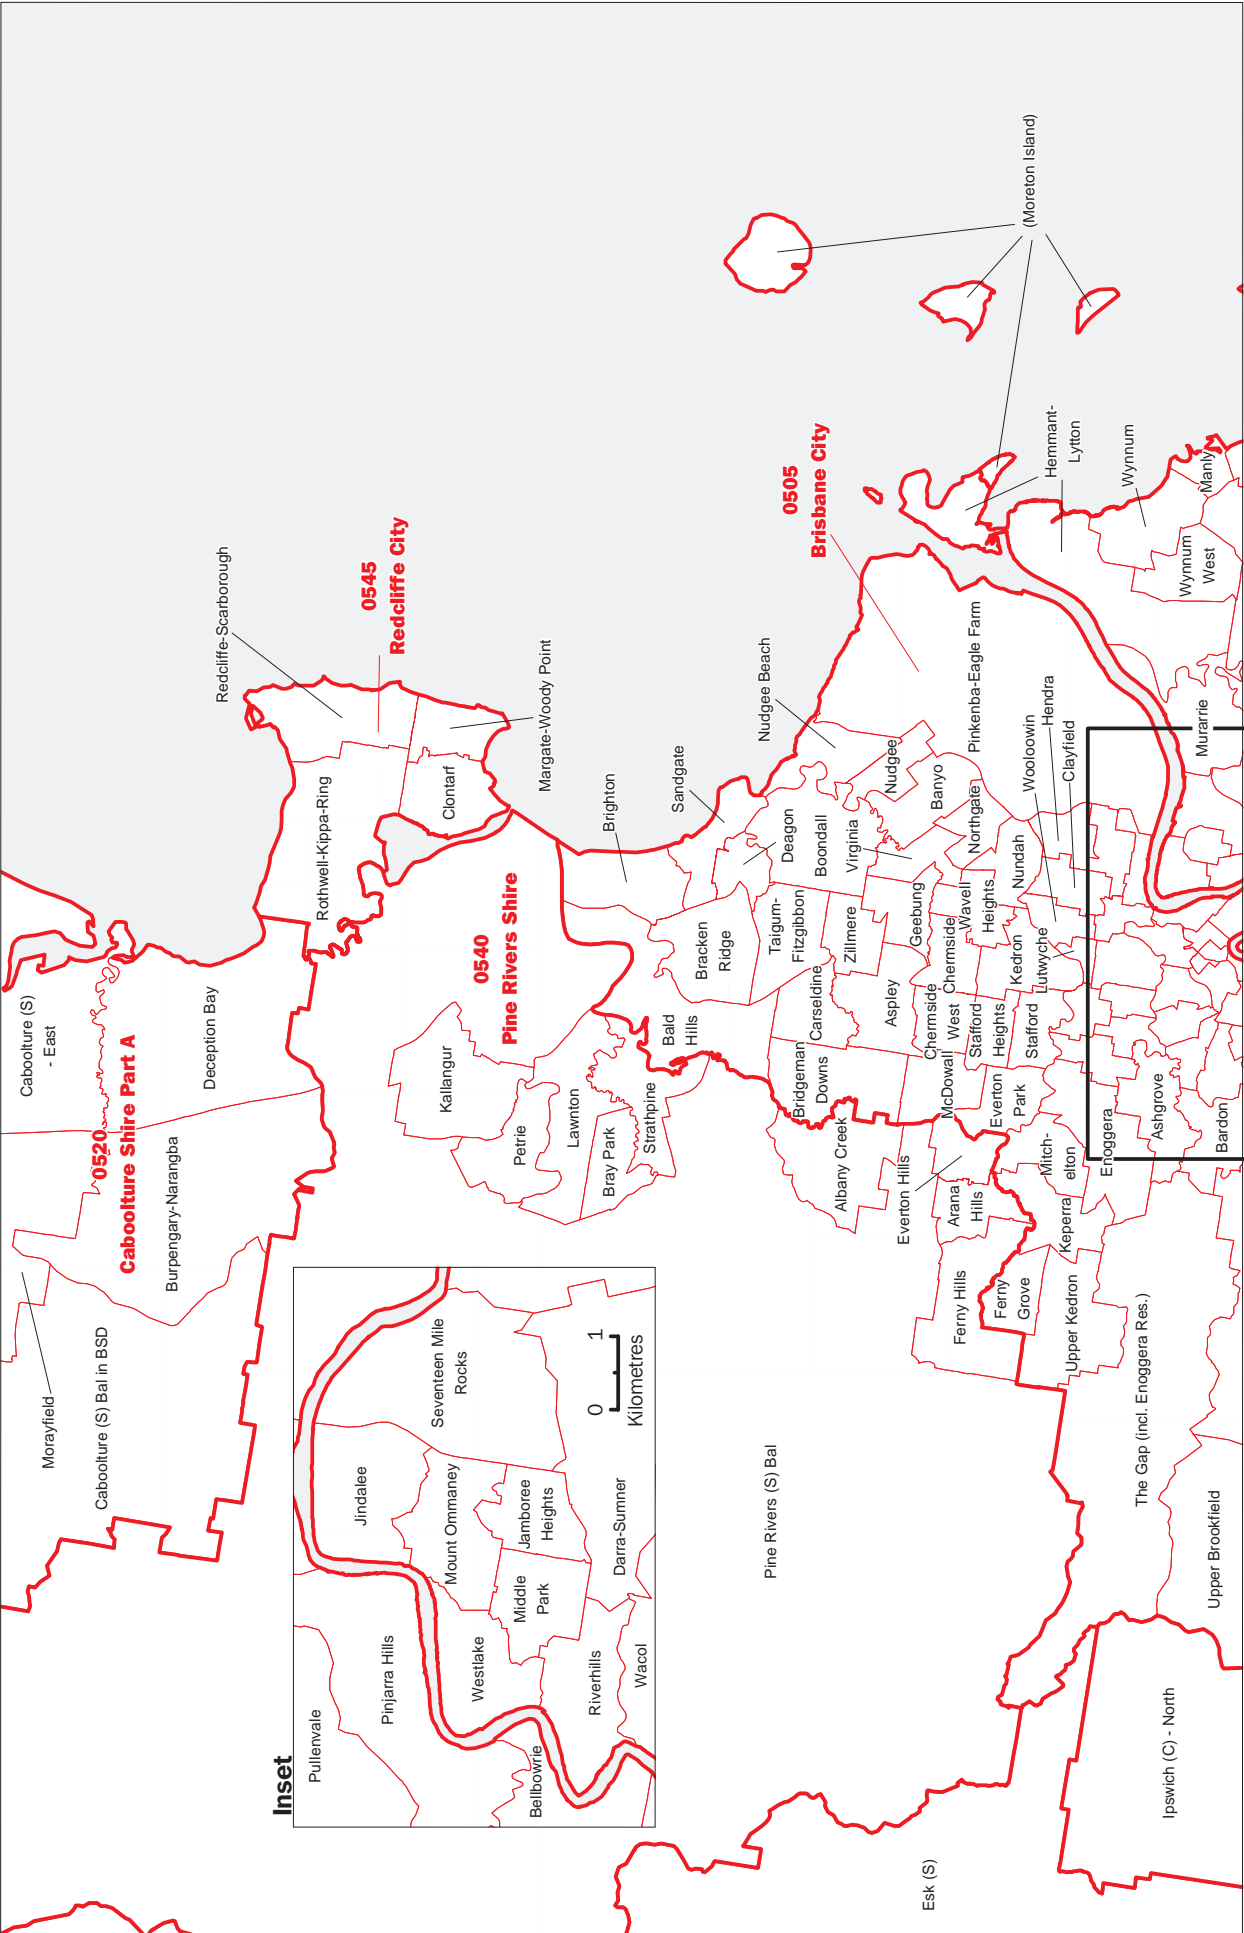 Caboolture (S)
- East
0520
Caboolture Shire Part A
Deception Bay
Burpengary-Narangba
Morayfield
Caboolture (S) Bal in BSD
Redcliffe-Scarborough
0545
Redcliffe City
Rothwell-Kippa-Ring
Clontarf
Margate-Woody Point
0540
Pine Rivers Shire
Kallangur
Petrie
Lawnton
Bray Park
Strathpine
Brighton
Sandgate
Nudgee Beach
0505
Brisbane City
(Moreton Island)
Hemmant-
Lytton
Wynnum
Manly
Wynnum
West
Murarrie
Pinkenba-Eagle Farm
Nudgee
Banyo
Northgate
Deagon
Boondall
Virginia
Nundah
Wooloowin
Hendra
Clayfield
Bracken
Ridge
Taigum-
Fitzgibbon
Zillmere
Geebung
Wavell
Heights
Chermside
Kedron
Lutwyche
Bald
Hills
Carseldine
Aspley
Chermside
West
Stafford
Heights
Stafford
Bridgeman
Downs
McDowall
Everton
Park
Albany Creek
Everton Hills
Arana
Hills
Mitch-
elton
Enoggera
Ashgrove
Bardon
Keperra
Ferny Hills
Ferny
Grove
Upper Kedron
The Gap (incl. Enoggera Res.)
Upper Brookfield
Pine Rivers (S) Bal
Ipswich (C) - North
Esk (S)
Inset
Pullenvale
Pinjarra Hills
Bellbowrie
Westlake
Riverhills
Wacol
Middle
Park
Mount Ommaney
Jamboree
Heights
Darra-Sumner
Jindalee
Seventeen Mile
Rocks
0 1
Kilometres